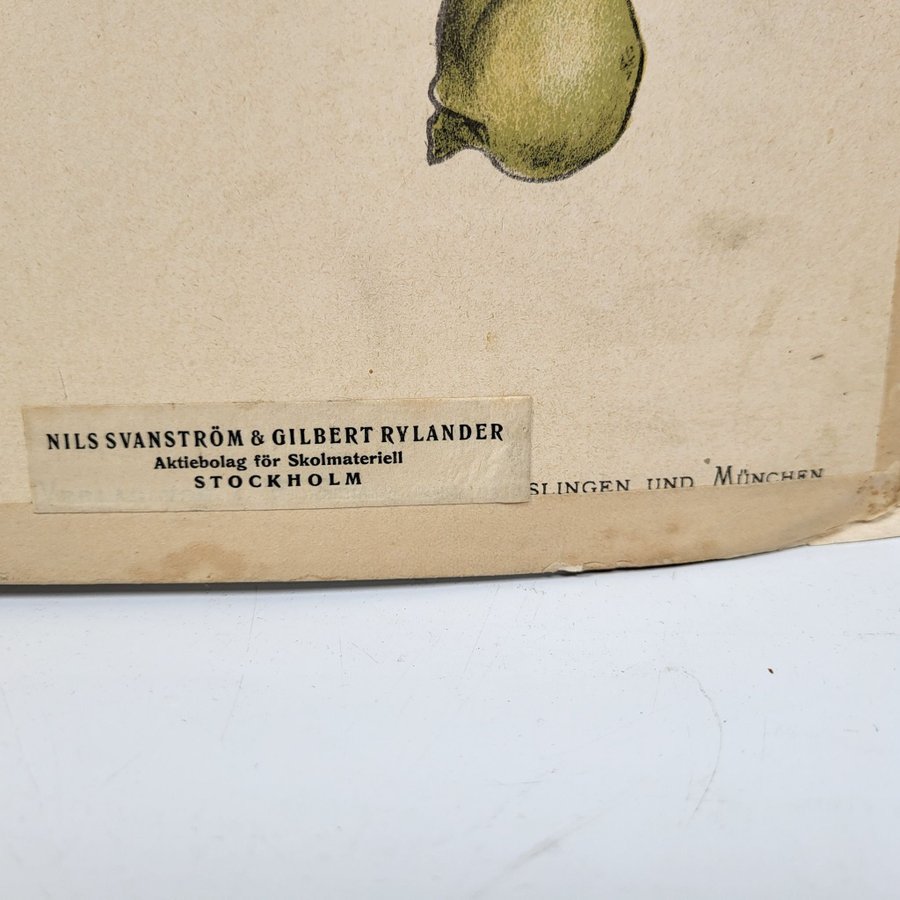 NILS SVANSTRÖM & GILBERT RYLANDER
Aktiebolag för Skolmateriell
STOCKHOLM
SLINGEN UND MÜNCHEN